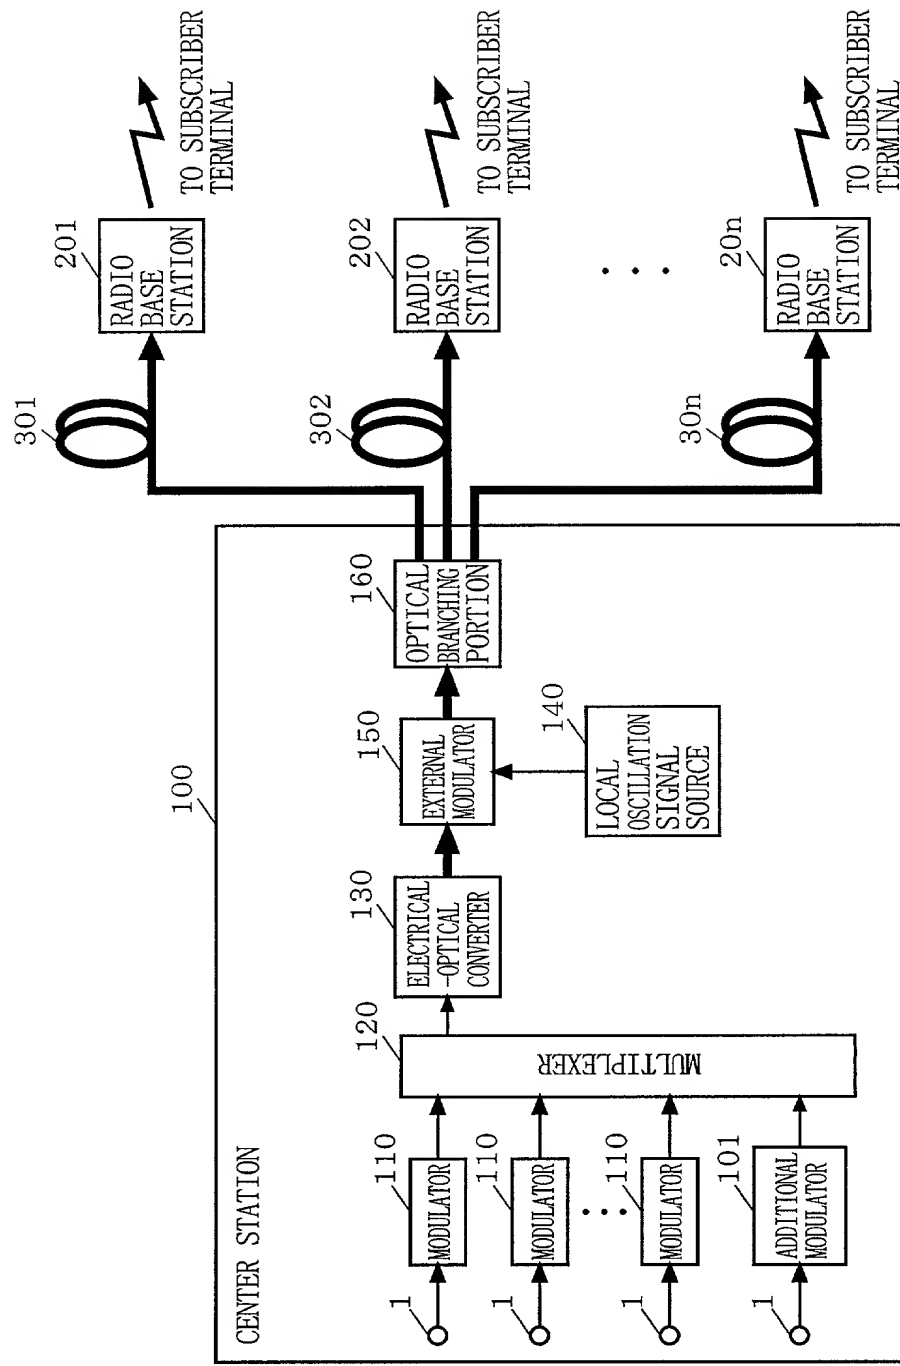 CENTER STATION
100
1
MODULATOR
110
1
MODULATOR
110
1
MODULATOR
110
1
ADDITIONAL
MODULATOR
101
MULTIPLEXER
120
ELECTRICAL
-OPTICAL
CONVERTER
130
EXTERNAL
MODULATOR
150
LOCAL
OSCILLATION
SIGNAL
SOURCE
140
OPTICAL
BRANCHING
PORTION
160
301
302
30n
RADIO
BASE
STATION
201
TO SUBSCRIBER
TERMINAL
RADIO
BASE
STATION
202
TO SUBSCRIBER
TERMINAL
RADIO
BASE
STATION
20n
TO SUBSCRIBER
TERMINAL